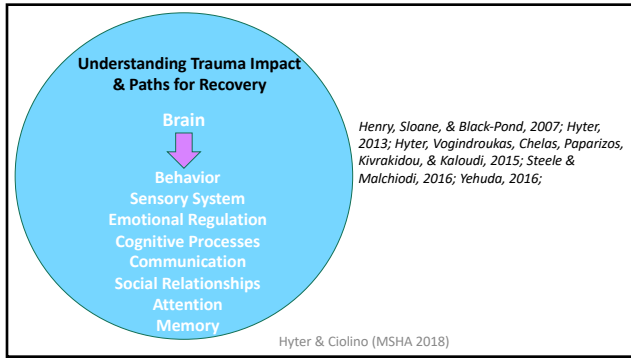 Understanding Trauma Impact
& Paths for Recovery
Brain
Behavior
Sensory System
Emotional Regulation
Cognitive Processes
Communication
Social Relationships
Attention
Memory
Henry, Sloane, & Black-Pond, 2007; Hyter,
2013; Hyter, Vogindroukas, Chelas, Paparizos,
Kivrakidou, & Kaloudi, 2015; Steele &
Malchiodi, 2016; Yehuda, 2016;
Hyter & Ciolino (MSHA 2018)